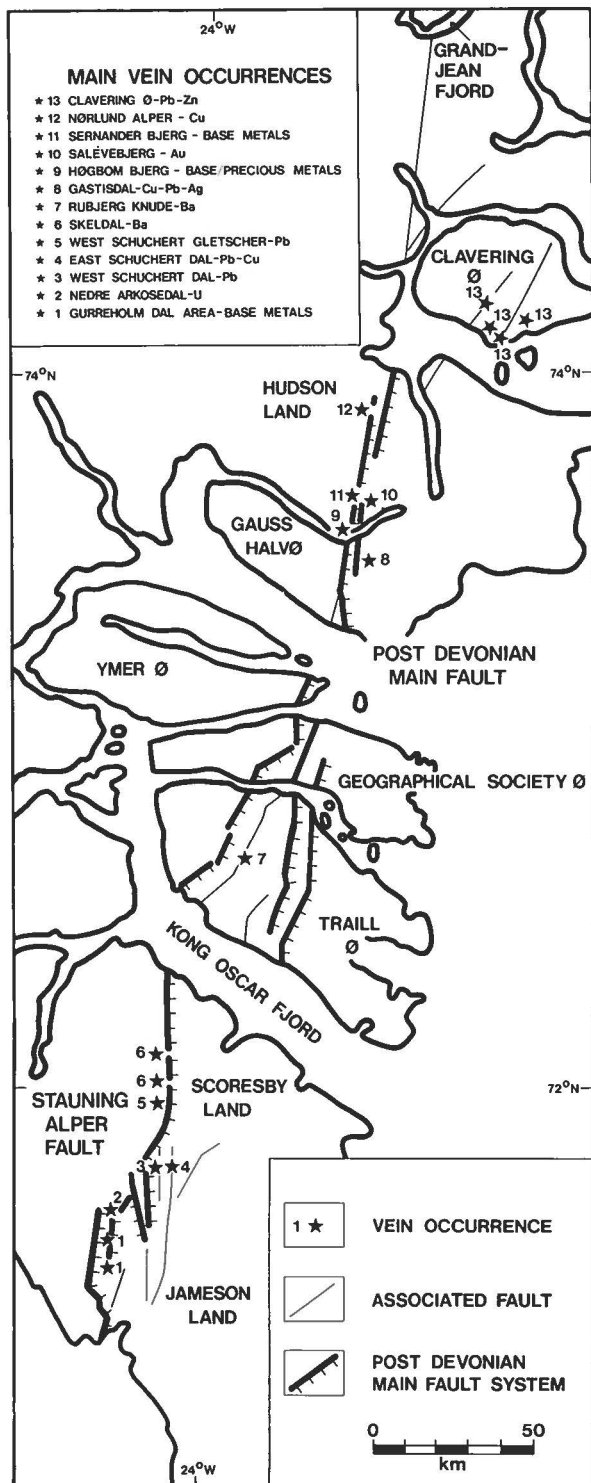 24°W
MAIN VEIN OCCURRENCES
★ 13 CLAVERING Ø-Pb-Zn
★ 12 NØRLUND ALPER - Cu
★ 11 SERNANDER BJERG - BASE METALS
★ 10 SALÉVEBJERG - Au
★ 9 HØGBOM BJERG - BASE/PRECIOUS METALS
★ 8 GASTISDAL-Cu-Pb-Ag
★ 7 RUBJERG KNUDE-Ba
★ 6 SKELDAL-Ba
★ 5 WEST SCHUCHERT GLETSCHER-Pb
★ 4 EAST SCHUCHERT DAL-Pb-Cu
★ 3 WEST SCHUCHERT DAL-Pb
★ 2 NEDRE ARKOSEDAL-U
★ 1 GURREHOLM DAL AREA-BASE METALS
GRAND-
JEAN
FJORD
CLAVERING
Ø
13
13
13
13
74°N
74°N
HUDSON
LAND
12
11
10
9
GAUSS
HALVØ
8
POST DEVONIAN
MAIN FAULT
YMER Ø
GEOGRAPHICAL SOCIETY Ø
7
TRAILL
Ø
KONG OSCAR FJORD
6
6
5
SCORESBY
LAND
72°N
STAUNING
ALPER
FAULT
3
4
2
1
1
JAMESON
LAND
1 ★ VEIN OCCURRENCE
ASSOCIATED FAULT
POST DEVONIAN
MAIN FAULT SYSTEM
0 50
km
24°W